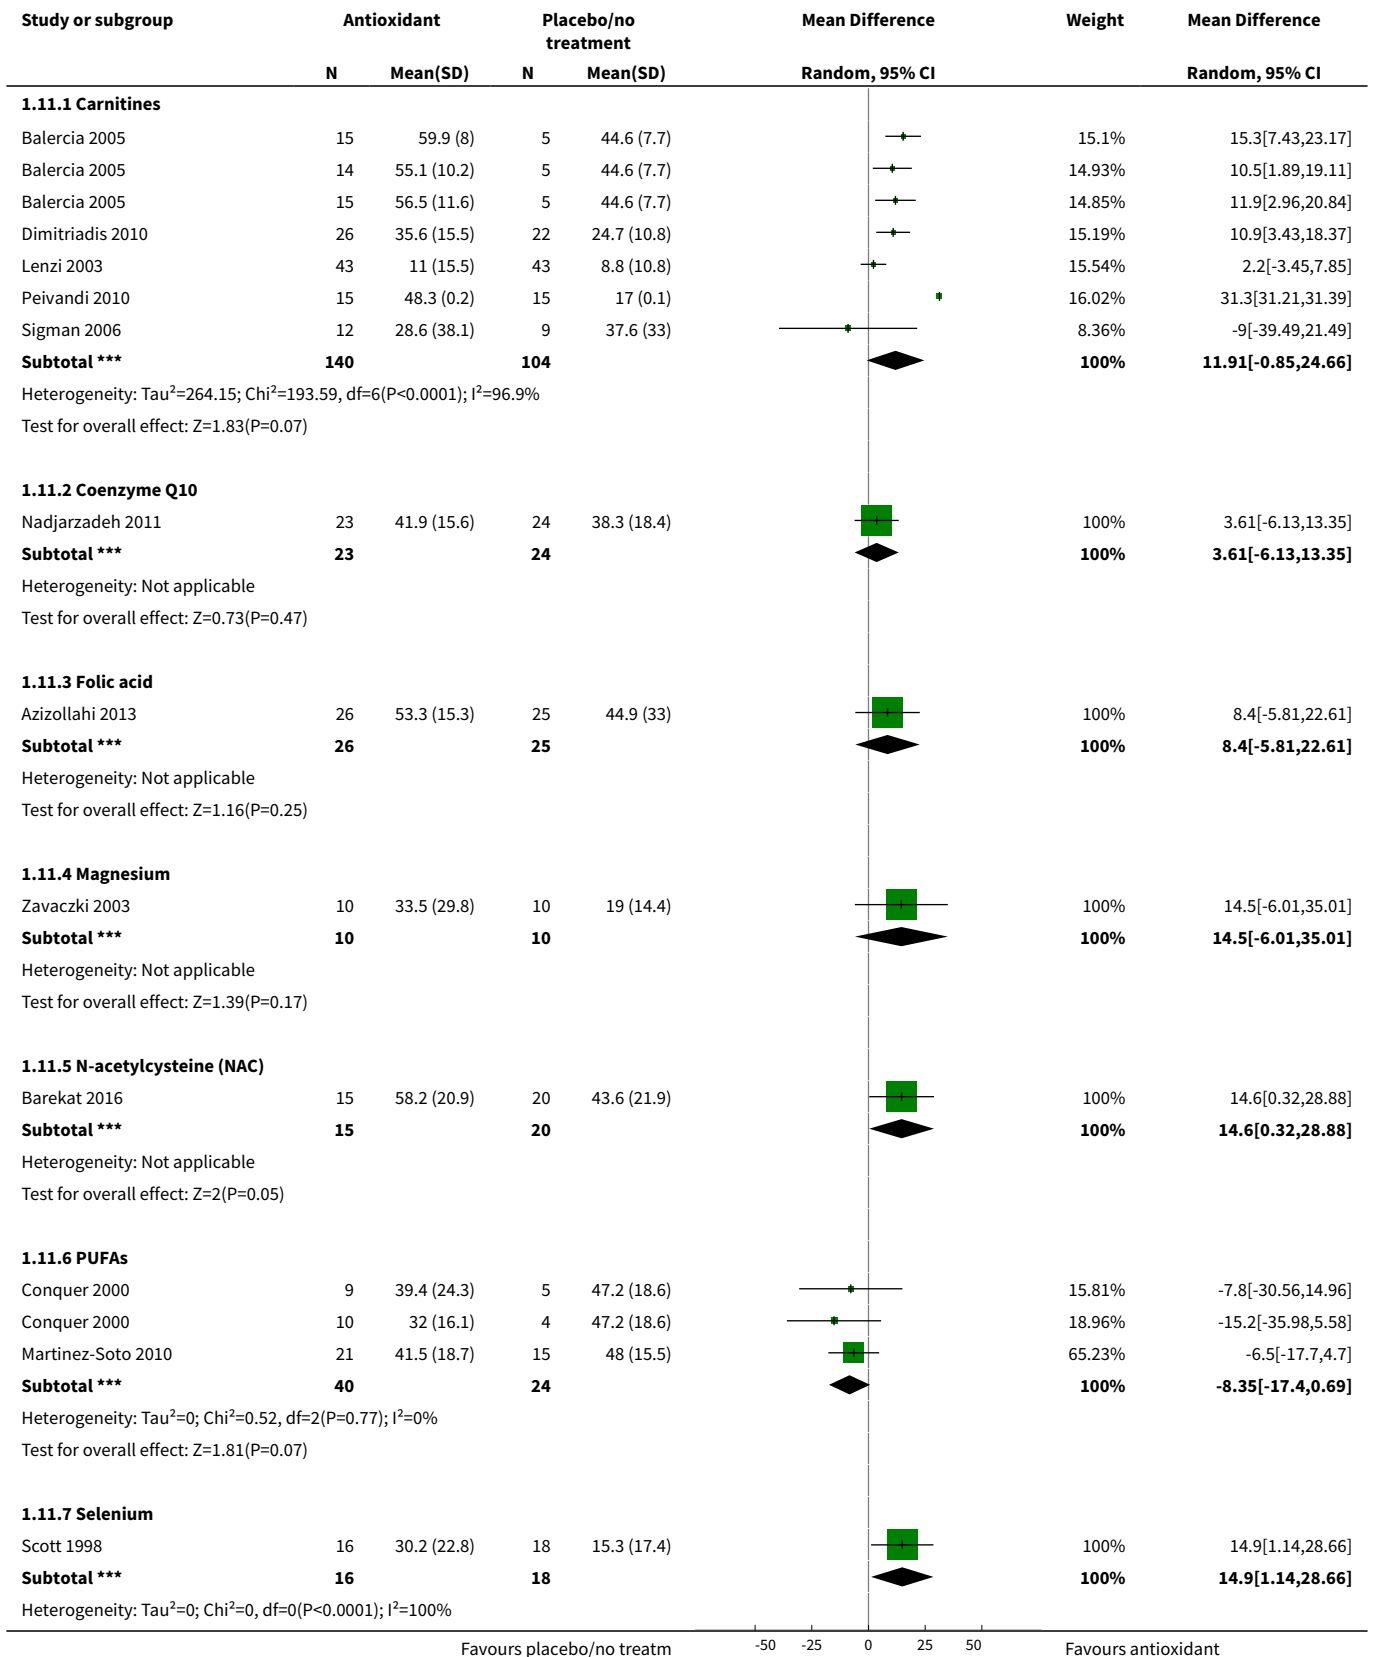 Study or subgroup Antioxidant Placebo/no treatment Mean Difference Weight Mean Difference
N Mean(SD) N Mean(SD) Random, 95% CI Random, 95% CI
1.11.1 Carnitines
Balercia 2005 15 59.9 (8) 5 44.6 (7.7) 15.1% 15.3[7.43,23.17]
Balercia 2005 14 55.1 (10.2) 5 44.6 (7.7) 14.93% 10.5[1.89,19.11]
Balercia 2005 15 56.5 (11.6) 5 44.6 (7.7) 14.85% 11.9[2.96,20.84]
Dimitriadis 2010 26 35.6 (15.5) 22 24.7 (10.8) 15.19% 10.9[3.43,18.37]
Lenzi 2003 43 11 (15.5) 43 8.8 (10.8) 15.54% 2.2[-3.45,7.85]
Peivandi 2010 15 48.3 (0.2) 15 17 (0.1) 16.02% 31.3[31.21,31.39]
Sigman 2006 12 28.6 (38.1) 9 37.6 (33) 8.36% -9[-39.49,21.49]
Subtotal *** 140 104 100% 11.91[-0.85,24.66]
Heterogeneity: Tau²=264.15; Chi²=193.59, df=6(P<0.0001); I²=96.9%
Test for overall effect: Z=1.83(P=0.07)
1.11.2 Coenzyme Q10
Nadjarzadeh 2011 23 41.9 (15.6) 24 38.3 (18.4) 100% 3.61[-6.13,13.35]
Subtotal *** 23 24 100% 3.61[-6.13,13.35]
Heterogeneity: Not applicable
Test for overall effect: Z=0.73(P=0.47)
1.11.3 Folic acid
Azizollahi 2013 26 53.3 (15.3) 25 44.9 (33) 100% 8.4[-5.81,22.61]
Subtotal *** 26 25 100% 8.4[-5.81,22.61]
Heterogeneity: Not applicable
Test for overall effect: Z=1.16(P=0.25)
1.11.4 Magnesium
Zavaczki 2003 10 33.5 (29.8) 10 19 (14.4) 100% 14.5[-6.01,35.01]
Subtotal *** 10 10 100% 14.5[-6.01,35.01]
Heterogeneity: Not applicable
Test for overall effect: Z=1.39(P=0.17)
1.11.5 N-acetylcysteine (NAC)
Barekat 2016 15 58.2 (20.9) 20 43.6 (21.9) 100% 14.6[0.32,28.88]
Subtotal *** 15 20 100% 14.6[0.32,28.88]
Heterogeneity: Not applicable
Test for overall effect: Z=2(P=0.05)
1.11.6 PUFAs
Conquer 2000 9 39.4 (24.3) 5 47.2 (18.6) 15.81% -7.8[-30.56,14.96]
Conquer 2000 10 32 (16.1) 4 47.2 (18.6) 18.96% -15.2[-35.98,5.58]
Martinez-Soto 2010 21 41.5 (18.7) 15 48 (15.5) 65.23% -6.5[-17.7,4.7]
Subtotal *** 40 24 100% -8.35[-17.4,0.69]
Heterogeneity: Tau²=0; Chi²=0.52, df=2(P=0.77); I²=0%
Test for overall effect: Z=1.81(P=0.07)
1.11.7 Selenium
Scott 1998 16 30.2 (22.8) 18 15.3 (17.4) 100% 14.9[1.14,28.66]
Subtotal *** 16 18 100% 14.9[1.14,28.66]
Heterogeneity: Tau²=0; Chi²=0, df=0(P<0.0001); I²=100%
Favours placebo/no treatm -50 -25 0 25 50 Favours antioxidant